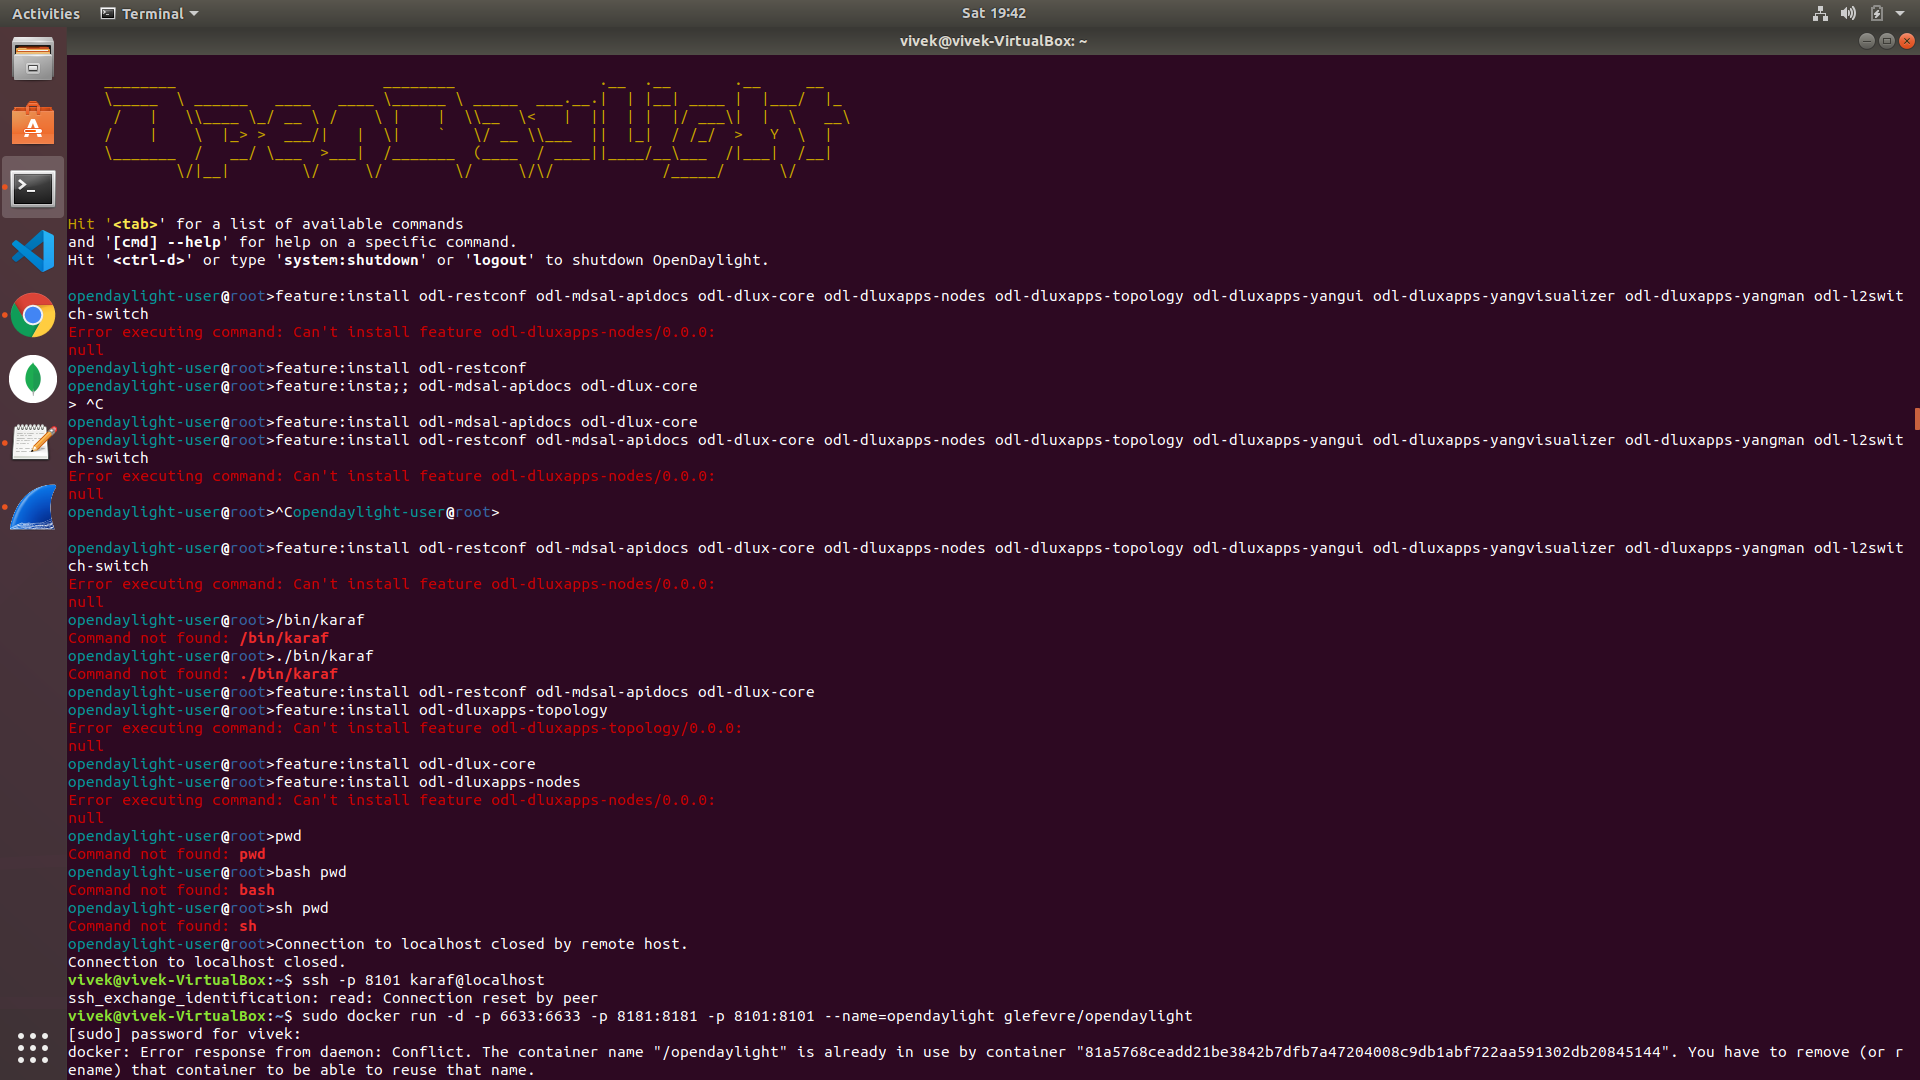 Activities
Terminal
Sat 19:42
vivek@vivek-VirtualBox: ~
OpenDaylight
Hit '<tab>' for a list of available commands
and '[cmd] --help' for help on a specific command.
Hit '<ctrl-d>' or type 'system:shutdown' or 'logout' to shutdown OpenDaylight.
opendaylight-user@root>feature:install odl-restconf odl-mdsal-apidocs odl-dlux-core odl-dluxapps-nodes odl-dluxapps-topology odl-dluxapps-yangui odl-dluxapps-yangvisualizer odl-dluxapps-yangman odl-l2swit
ch-switch
Error executing command: Can't install feature odl-dluxapps-nodes/0.0.0:
null
opendaylight-user@root>feature:install odl-restconf
opendaylight-user@root>feature:insta;; odl-mdsal-apidocs odl-dlux-core
> ^C
opendaylight-user@root>feature:install odl-mdsal-apidocs odl-dlux-core
opendaylight-user@root>feature:install odl-restconf odl-mdsal-apidocs odl-dlux-core odl-dluxapps-nodes odl-dluxapps-topology odl-dluxapps-yangui odl-dluxapps-yangvisualizer odl-dluxapps-yangman odl-l2swit
ch-switch
Error executing command: Can't install feature odl-dluxapps-nodes/0.0.0:
null
opendaylight-user@root>^Copendaylight-user@root>
opendaylight-user@root>feature:install odl-restconf odl-mdsal-apidocs odl-dlux-core odl-dluxapps-nodes odl-dluxapps-topology odl-dluxapps-yangui odl-dluxapps-yangvisualizer odl-dluxapps-yangman odl-l2swit
ch-switch
Error executing command: Can't install feature odl-dluxapps-nodes/0.0.0:
null
opendaylight-user@root>/bin/karaf
Command not found: /bin/karaf
opendaylight-user@root>./bin/karaf
Command not found: ./bin/karaf
opendaylight-user@root>feature:install odl-restconf odl-mdsal-apidocs odl-dlux-core
opendaylight-user@root>feature:install odl-dluxapps-topology
Error executing command: Can't install feature odl-dluxapps-topology/0.0.0:
null
opendaylight-user@root>feature:install odl-dlux-core
opendaylight-user@root>feature:install odl-dluxapps-nodes
Error executing command: Can't install feature odl-dluxapps-nodes/0.0.0:
null
opendaylight-user@root>pwd
Command not found: pwd
opendaylight-user@root>bash pwd
Command not found: bash
opendaylight-user@root>sh pwd
Command not found: sh
opendaylight-user@root>Connection to localhost closed by remote host.
Connection to localhost closed.
vivek@vivek-VirtualBox:~$ ssh -p 8101 karaf@localhost
ssh_exchange_identification: read: Connection reset by peer
vivek@vivek-VirtualBox:~$ sudo docker run -d -p 6633:6633 -p 8181:8181 -p 8101:8101 --name=opendaylight glefevre/opendaylight
[sudo] password for vivek:
docker: Error response from daemon: Conflict. The container name "/opendaylight" is already in use by container "81a5768ceadd21be3842b7dfb7a47204008c9db1abf722aa591302db20845144". You have to remove (or r
ename) that container to be able to reuse that name.